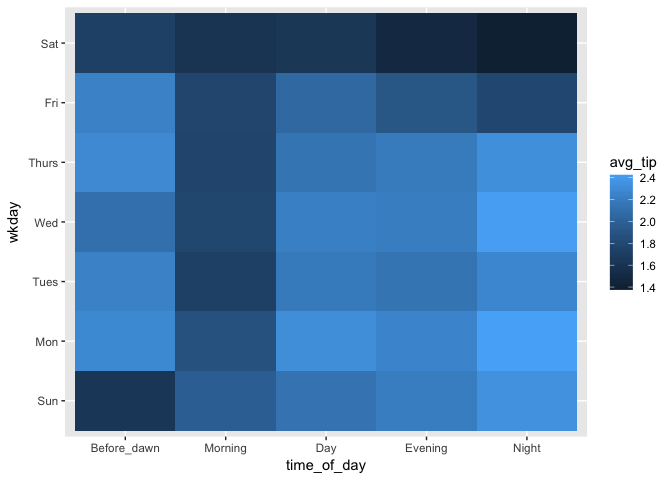 Sat
Fri
Thurs
Wed
Tues
Mon
Sun
wkday
Before_dawn Morning Day Evening Night
time_of_day
avg_tip
2.4
2.2
2.0
1.8
1.6
1.4